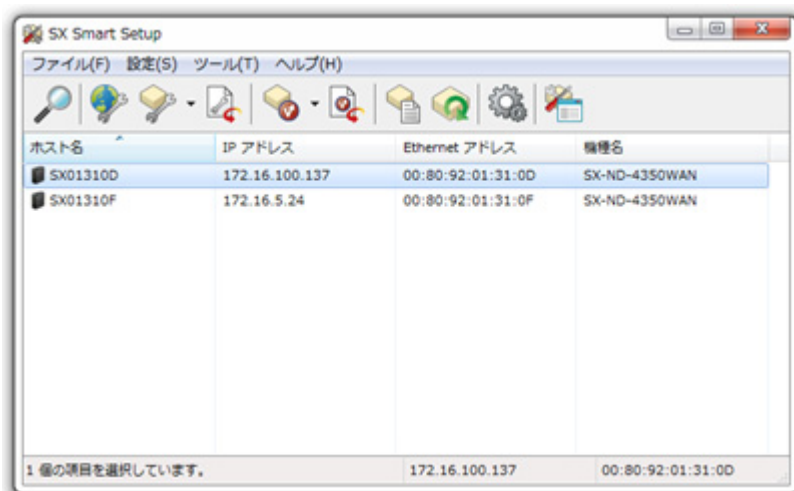 SX Smart Setup
ファイル(F) 設定(S) ツール(T) ヘルプ(H)
ホスト名 IP アドレス Ethernet アドレス 機種名
SX01310D 172.16.100.137 00:80:92:01:31:0D SX-ND-4350WAN
SX01310F 172.16.5.24 00:80:92:01:31:0F SX-ND-4350WAN
1 個の項目を選択しています。 172.16.100.137 00:80:92:01:31:0D